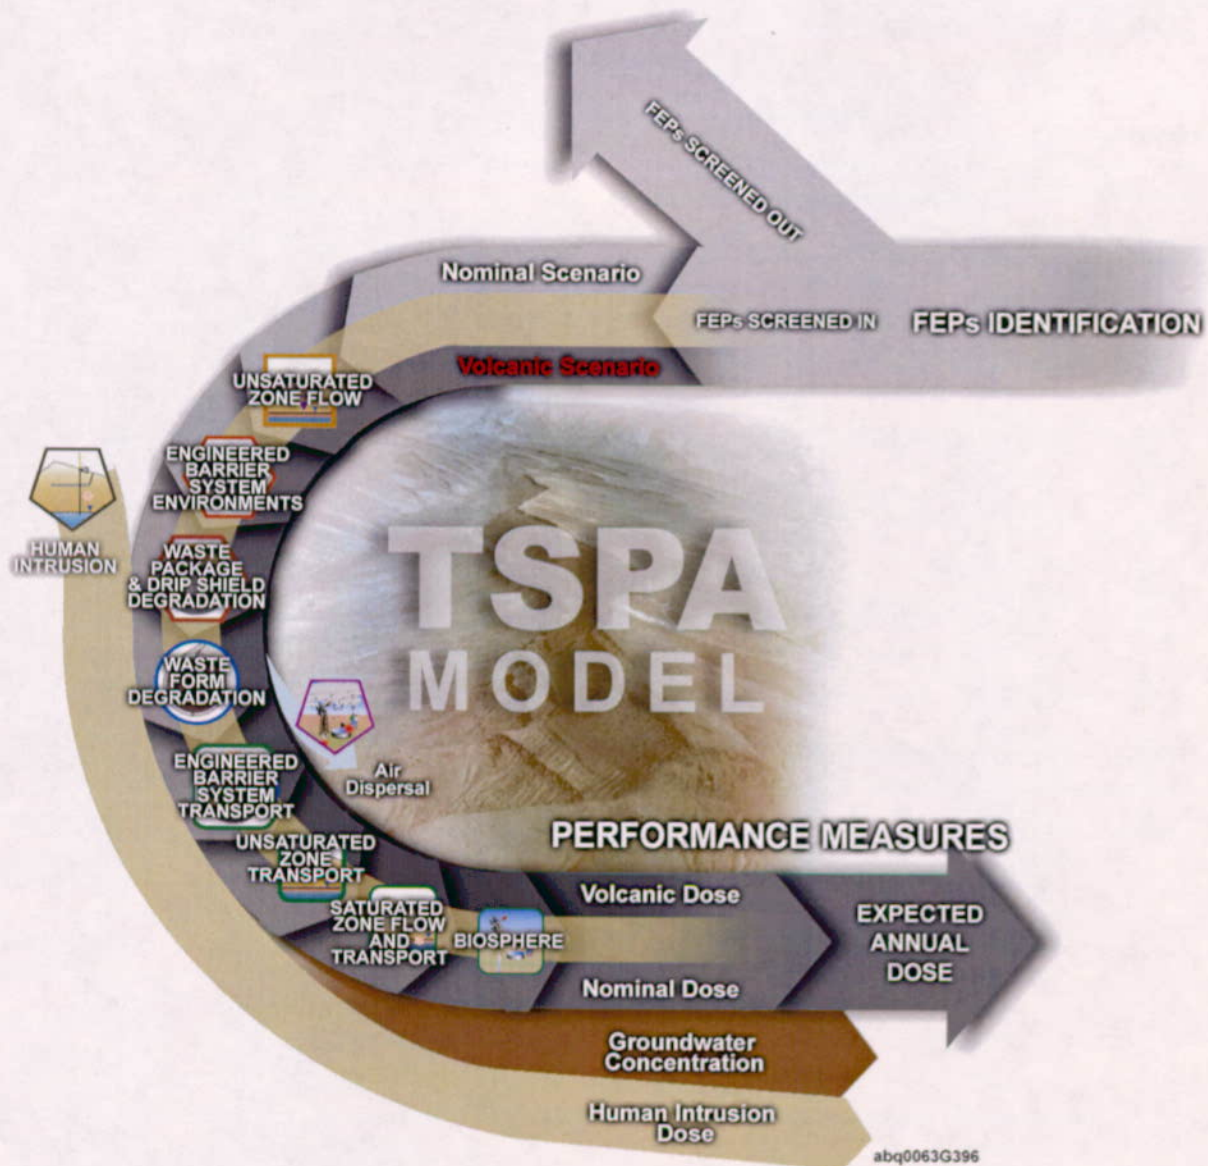 FEPs SCREENED OUT
Nominal Scenario
FEPs SCREENED IN
FEPs IDENTIFICATION
Volcanic Scenario
UNSATURATED
ZONE FLOW
ENGINEERED
BARRIER
SYSTEM
ENVIRONMENTS
HUMAN
INTRUSION
WASTE
PACKAGE
& DRIP SHIELD
DEGRADATION
TSPA
MODEL
WASTE
FORM
DEGRADATION
Air
Dispersal
ENGINEERED
BARRIER
SYSTEM
TRANSPORT
UNSATURATED
ZONE
TRANSPORT
SATURATED
ZONE FLOW
AND
TRANSPORT
BIOSPHERE
PERFORMANCE MEASURES
Volcanic Dose
Nominal Dose
EXPECTED
ANNUAL
DOSE
Groundwater
Concentration
Human Intrusion
Dose
abq0063G396